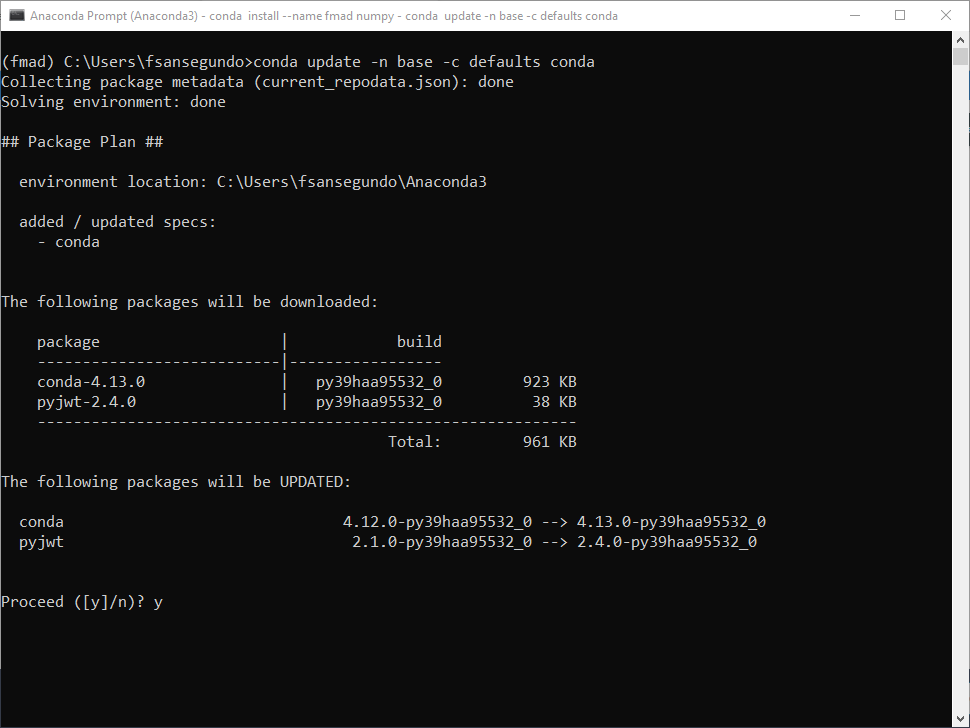 Anaconda Prompt (Anaconda3) - conda  install --name fmad numpy - conda  update -n base -c defaults conda
(fmad) C:\Users\fsansegundo>conda update -n base -c defaults conda
Collecting package metadata (current_repodata.json): done
Solving environment: done
## Package Plan ##
  environment location: C:\Users\fsansegundo\Anaconda3
  added / updated specs:
    - conda
The following packages will be downloaded:
    package                    |            build
    ---------------------------|-----------------
    conda-4.13.0               |   py39haa95532_0         923 KB
    pyjwt-2.4.0                |   py39haa95532_0          38 KB
    ------------------------------------------------------------
                                           Total:         961 KB
The following packages will be UPDATED:
  conda                               4.12.0-py39haa95532_0 --> 4.13.0-py39haa95532_0
  pyjwt                                2.1.0-py39haa95532_0 --> 2.4.0-py39haa95532_0
Proceed ([y]/n)? y